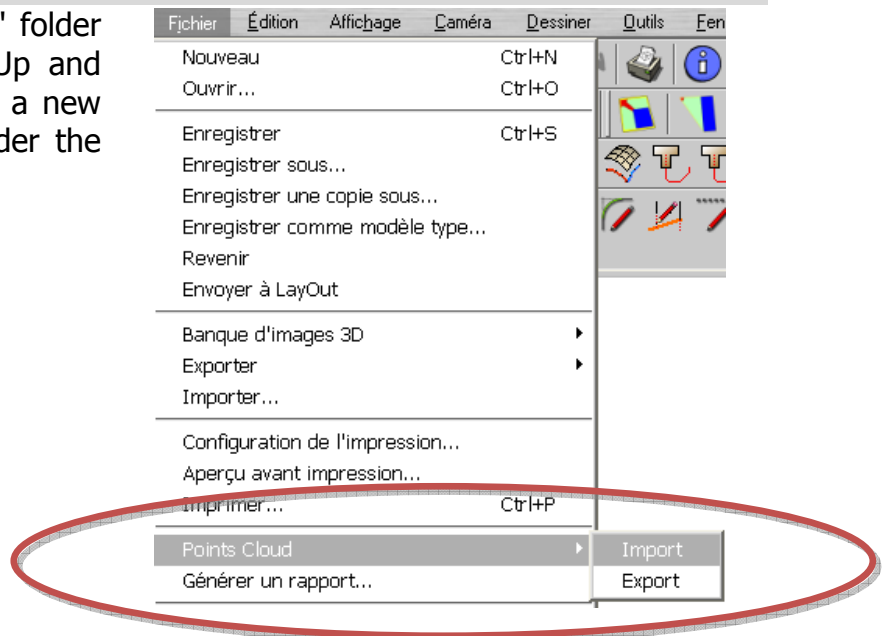 " folder
Up and
a new
der the
Fichier Édition Affichage Caméra Dessiner Outils Fen
Nouveau Ctrl+N
Ouvrir... Ctrl+O
Enregistrer Ctrl+S
Enregistrer sous...
Enregistrer une copie sous...
Enregistrer comme modèle type...
Revenir
Envoyer à LayOut
Banque d'images 3D
Exporter
Importer...
Configuration de l'impression...
Aperçu avant impression...
Imprimer... Ctrl+P
Points Cloud Import
Générer un rapport... Export